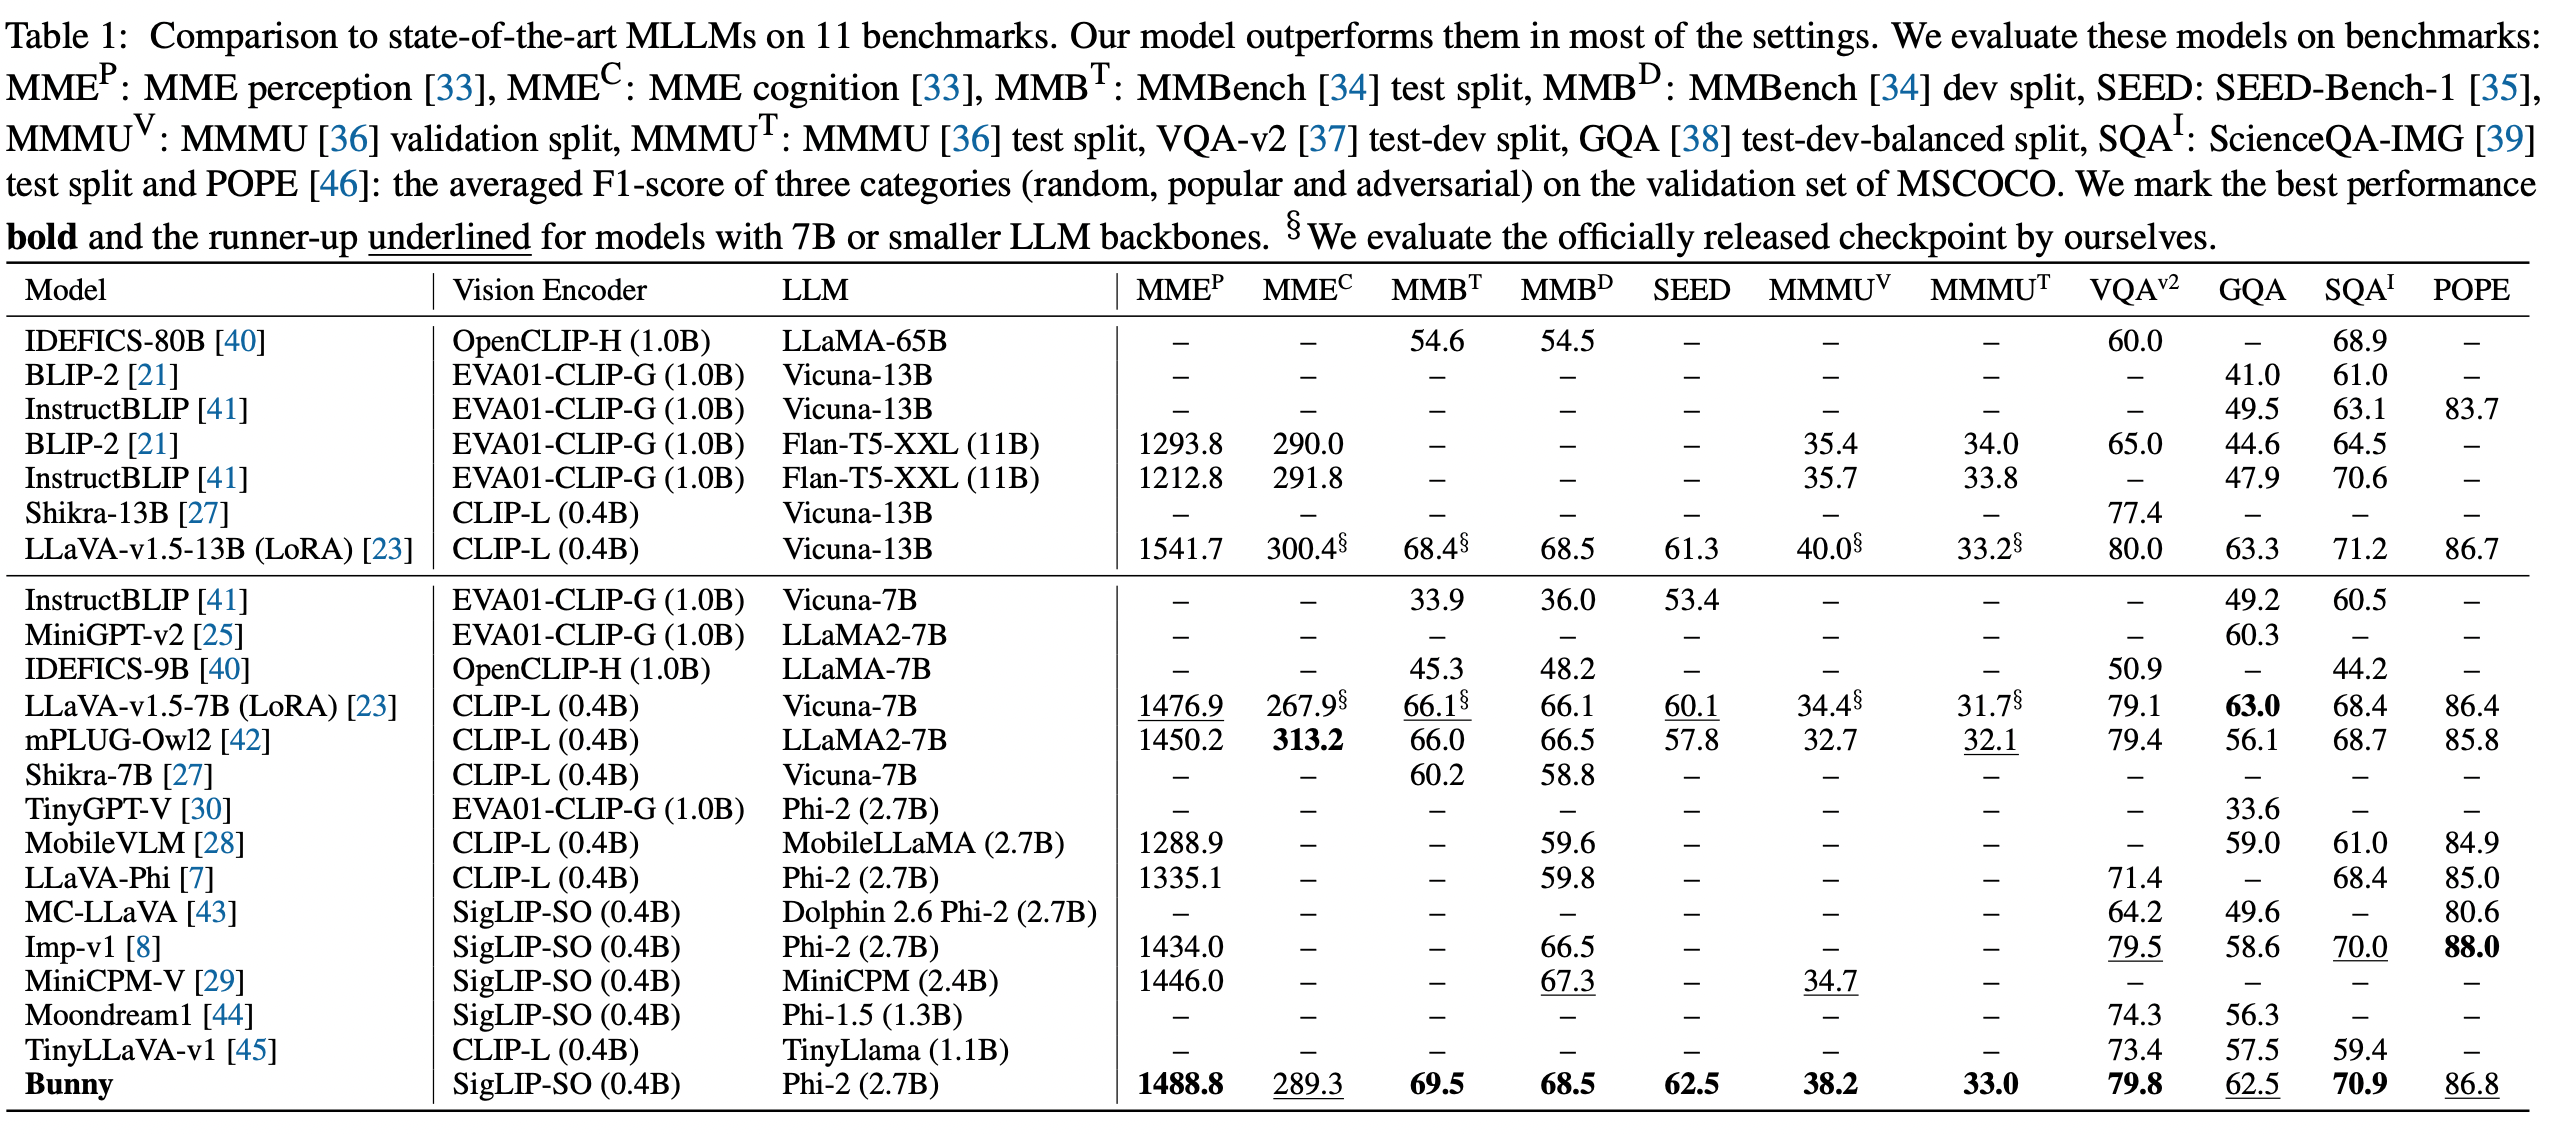 Table 1: Comparison to state-of-the-art MLLMs on 11 benchmarks. Our model outperforms them in most of the settings. We evaluate these models on benchmarks:
MME^P: MME perception [33], MME^C: MME cognition [33], MMB^T: MMBench [34] test split, MMB^D: MMBench [34] dev split, SEED: SEED-Bench-1 [35],
MMMU^V: MMMU [36] validation split, MMMU^T: MMMU [36] test split, VQA-v2 [37] test-dev split, GQA [38] test-dev-balanced split, SQA^I: ScienceQA-IMG [39]
test split and POPE [46]: the averaged F1-score of three categories (random, popular and adversarial) on the validation set of MSCOCO. We mark the best performance
bold and the runner-up underlined for models with 7B or smaller LLM backbones. §We evaluate the officially released checkpoint by ourselves.
Model Vision Encoder LLM MME^P MME^C MMB^T MMB^D SEED MMMU^V MMMU^T VQA^v2 GQA SQA^I POPE
IDEFICS-80B [40] OpenCLIP-H (1.0B) LLaMA-65B – – 54.6 54.5 – – – 60.0 – 68.9 –
BLIP-2 [21] EVA01-CLIP-G (1.0B) Vicuna-13B – – – – – – – – 41.0 61.0 –
InstructBLIP [41] EVA01-CLIP-G (1.0B) Vicuna-13B – – – – – – – – 49.5 63.1 83.7
BLIP-2 [21] EVA01-CLIP-G (1.0B) Flan-T5-XXL (11B) 1293.8 290.0 – – – 35.4 34.0 65.0 44.6 64.5 –
InstructBLIP [41] EVA01-CLIP-G (1.0B) Flan-T5-XXL (11B) 1212.8 291.8 – – – 35.7 33.8 – 47.9 70.6 –
Shikra-13B [27] CLIP-L (0.4B) Vicuna-13B – – – – – – – 77.4 – – –
LLaVA-v1.5-13B (LoRA) [23] CLIP-L (0.4B) Vicuna-13B 1541.7 300.4§ 68.4§ 68.5 61.3 40.0§ 33.2§ 80.0 63.3 71.2 86.7
InstructBLIP [41] EVA01-CLIP-G (1.0B) Vicuna-7B – – 33.9 36.0 53.4 – – – 49.2 60.5 –
MiniGPT-v2 [25] EVA01-CLIP-G (1.0B) LLaMA2-7B – – – – – – – – 60.3 – –
IDEFICS-9B [40] OpenCLIP-H (1.0B) LLaMA-7B – – 45.3 48.2 – – – 50.9 – 44.2 –
LLaVA-v1.5-7B (LoRA) [23] CLIP-L (0.4B) Vicuna-7B 1476.9 267.9§ 66.1§ 66.1 60.1 34.4§ 31.7§ 79.1 63.0 68.4 86.4
mPLUG-Owl2 [42] CLIP-L (0.4B) LLaMA2-7B 1450.2 313.2 66.0 66.5 57.8 32.7 32.1 79.4 56.1 68.7 85.8
Shikra-7B [27] CLIP-L (0.4B) Vicuna-7B – – 60.2 58.8 – – – – – – –
TinyGPT-V [30] EVA01-CLIP-G (1.0B) Phi-2 (2.7B) – – – – – – – – 33.6 – –
MobileVLM [28] CLIP-L (0.4B) MobileLLaMA (2.7B) 1288.9 – – 59.6 – – – – 59.0 61.0 84.9
LLaVA-Phi [7] CLIP-L (0.4B) Phi-2 (2.7B) 1335.1 – – 59.8 – – – 71.4 – 68.4 85.0
MC-LLaVA [43] SigLIP-SO (0.4B) Dolphin 2.6 Phi-2 (2.7B) – – – – – – – 64.2 49.6 – 80.6
Imp-v1 [8] SigLIP-SO (0.4B) Phi-2 (2.7B) 1434.0 – – 66.5 – – – 79.5 58.6 70.0 88.0
MiniCPM-V [29] SigLIP-SO (0.4B) MiniCPM (2.4B) 1446.0 – – 67.3 – 34.7 – – – – –
Moondream1 [44] SigLIP-SO (0.4B) Phi-1.5 (1.3B) – – – – – – – 74.3 56.3 – –
TinyLLaVA-v1 [45] CLIP-L (0.4B) TinyLlama (1.1B) – – – – – – – 73.4 57.5 59.4 –
Bunny SigLIP-SO (0.4B) Phi-2 (2.7B) 1488.8 289.3 69.5 68.5 62.5 38.2 33.0 79.8 62.5 70.9 86.8